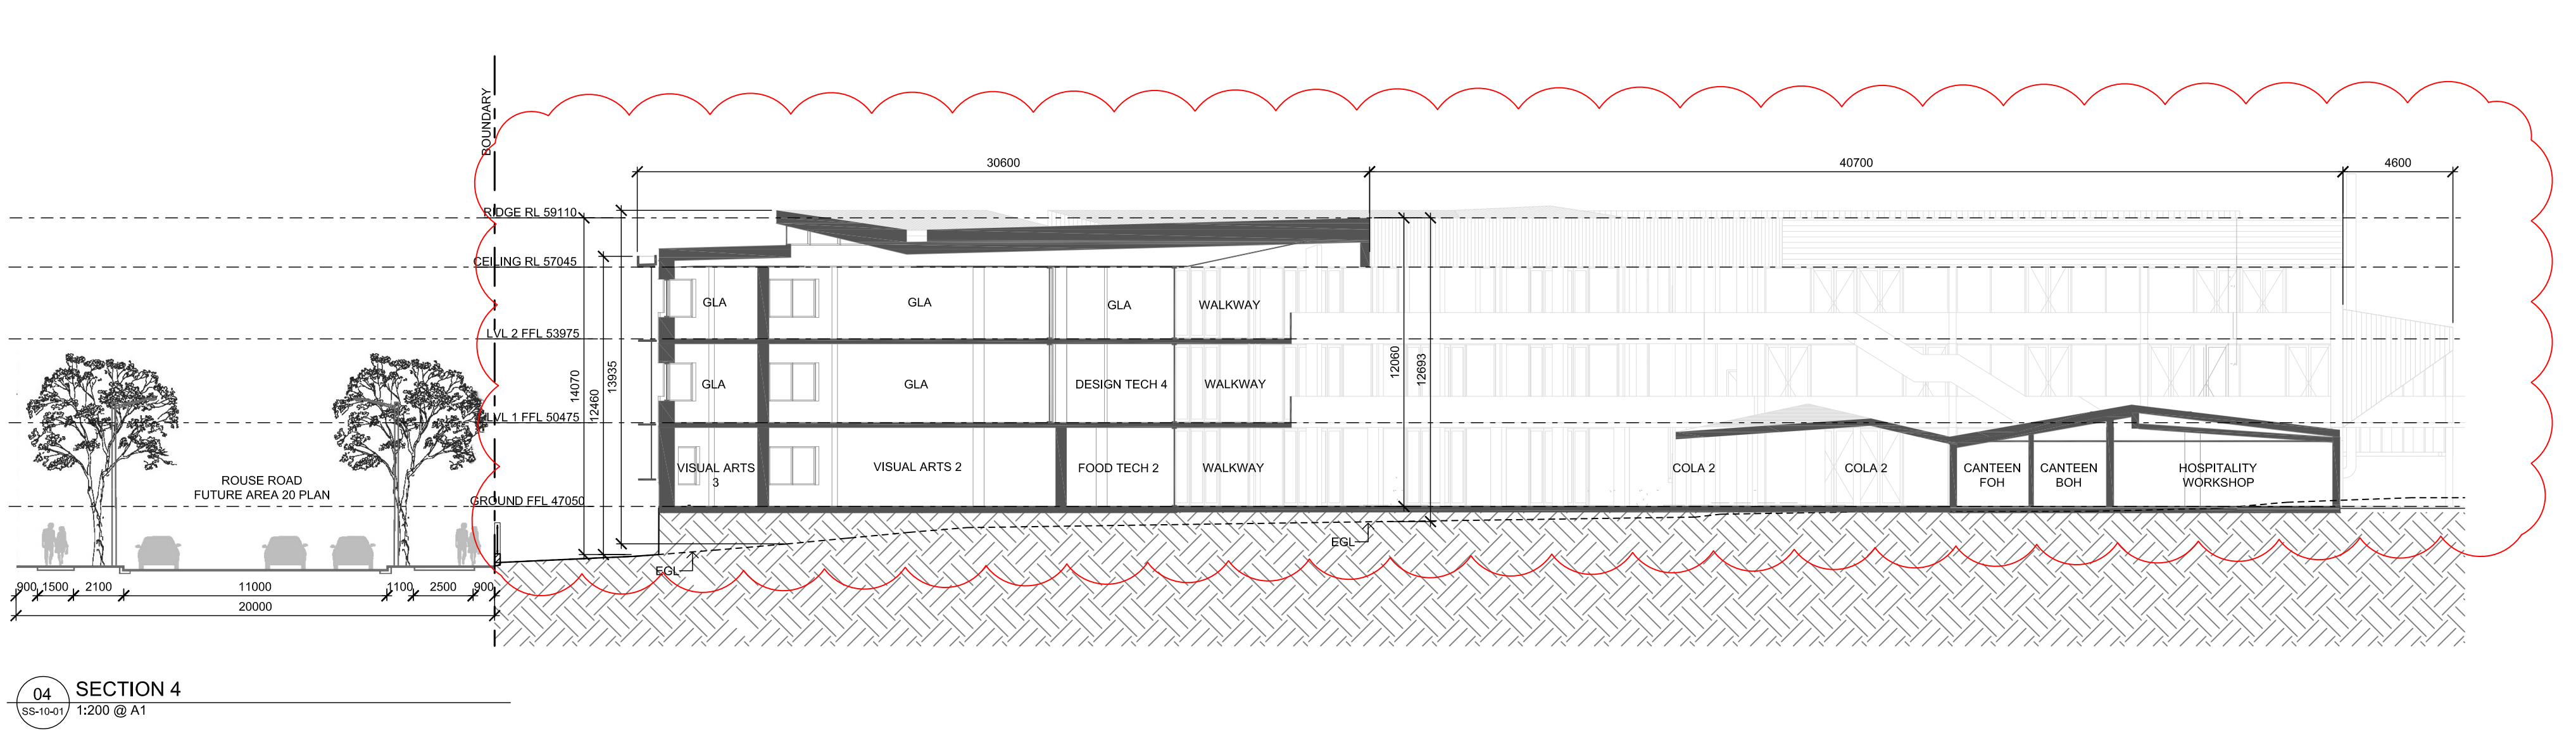 BOUNDARY
30600
40700
4600
RIDGE RL 59110
CEILING RL 57045
LVL 2 FFL 53975
LVL 1 FFL 50475
GROUND FFL 47050
14070
12460
13935
12060
12693
GLA
GLA
GLA
WALKWAY
GLA
GLA
DESIGN TECH 4
WALKWAY
VISUAL ARTS
3
VISUAL ARTS 2
FOOD TECH 2
WALKWAY
COLA 2
COLA 2
CANTEEN
FOH
CANTEEN
BOH
HOSPITALITY
WORKSHOP
ROUSE ROAD
FUTURE AREA 20 PLAN
EGL
EGL
900
1500
2100
11000
1100
2500
900
20000
04
SS-10-01
SECTION 4
1:200 @ A1